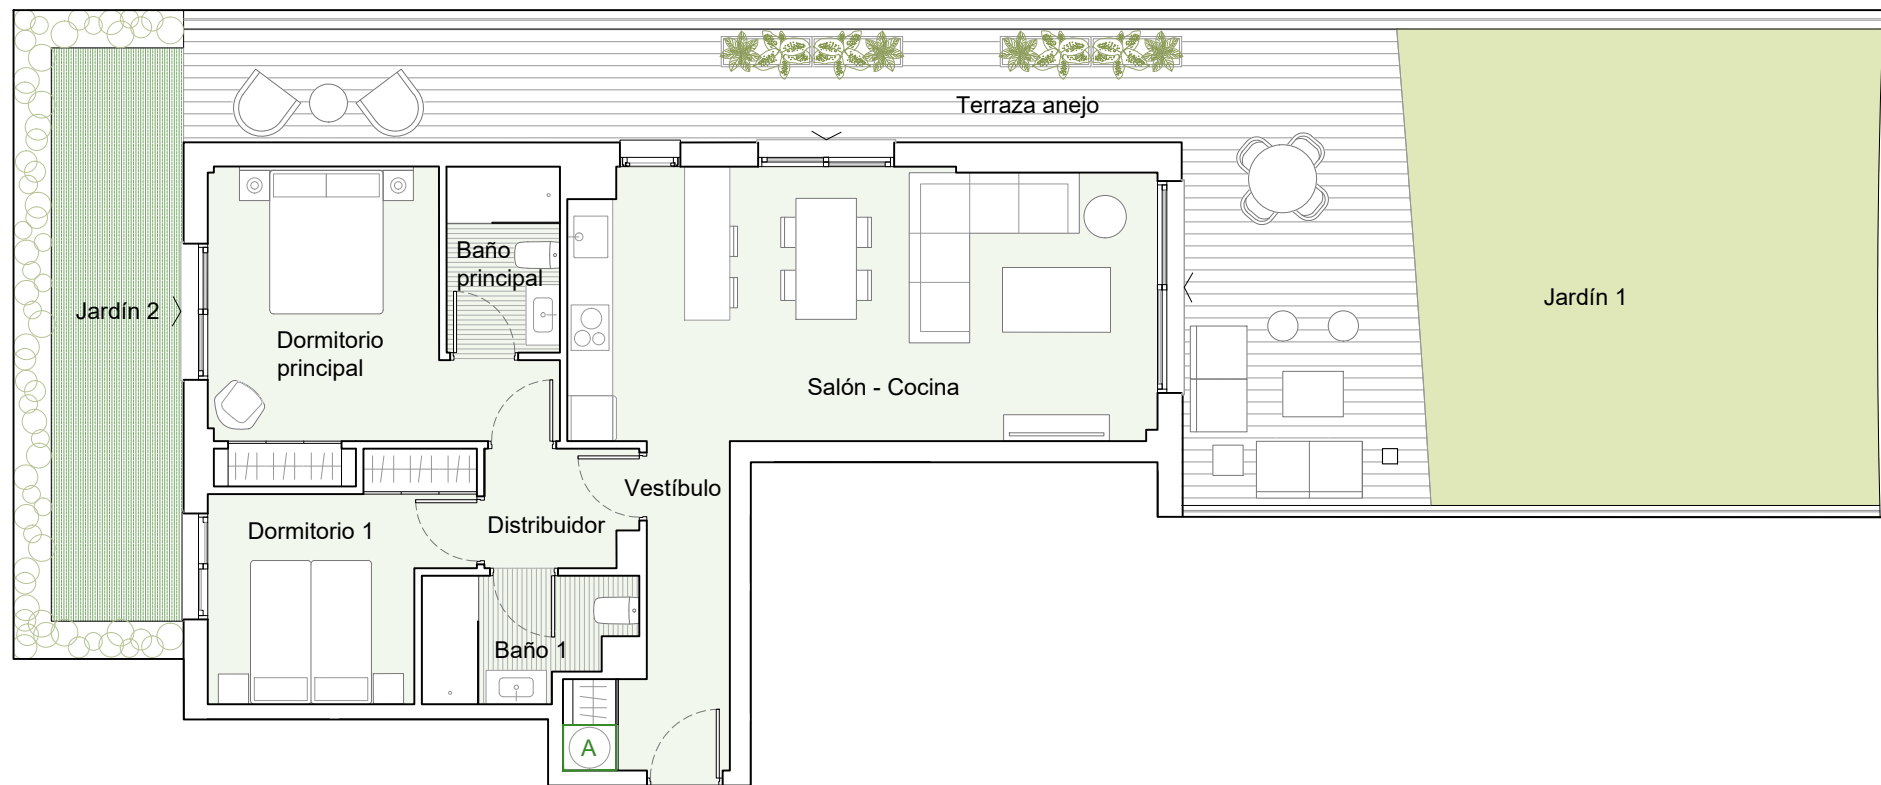 Terraza anejo
Baño
principal
Jardín 2
Jardín 1
Dormitorio
principal
Salón - Cocina
Vestíbulo
Distribuidor
Dormitorio 1
Baño 1
A